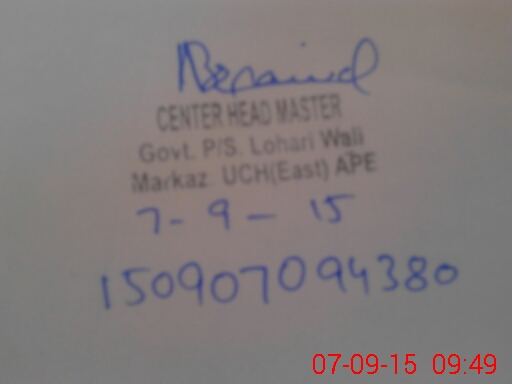 CENTER HEAD MASTER
Govt. P/S. Lohari Wali
Markaz. UCH(East) APE
7-9-15
150907094380
07-09-15 09:49